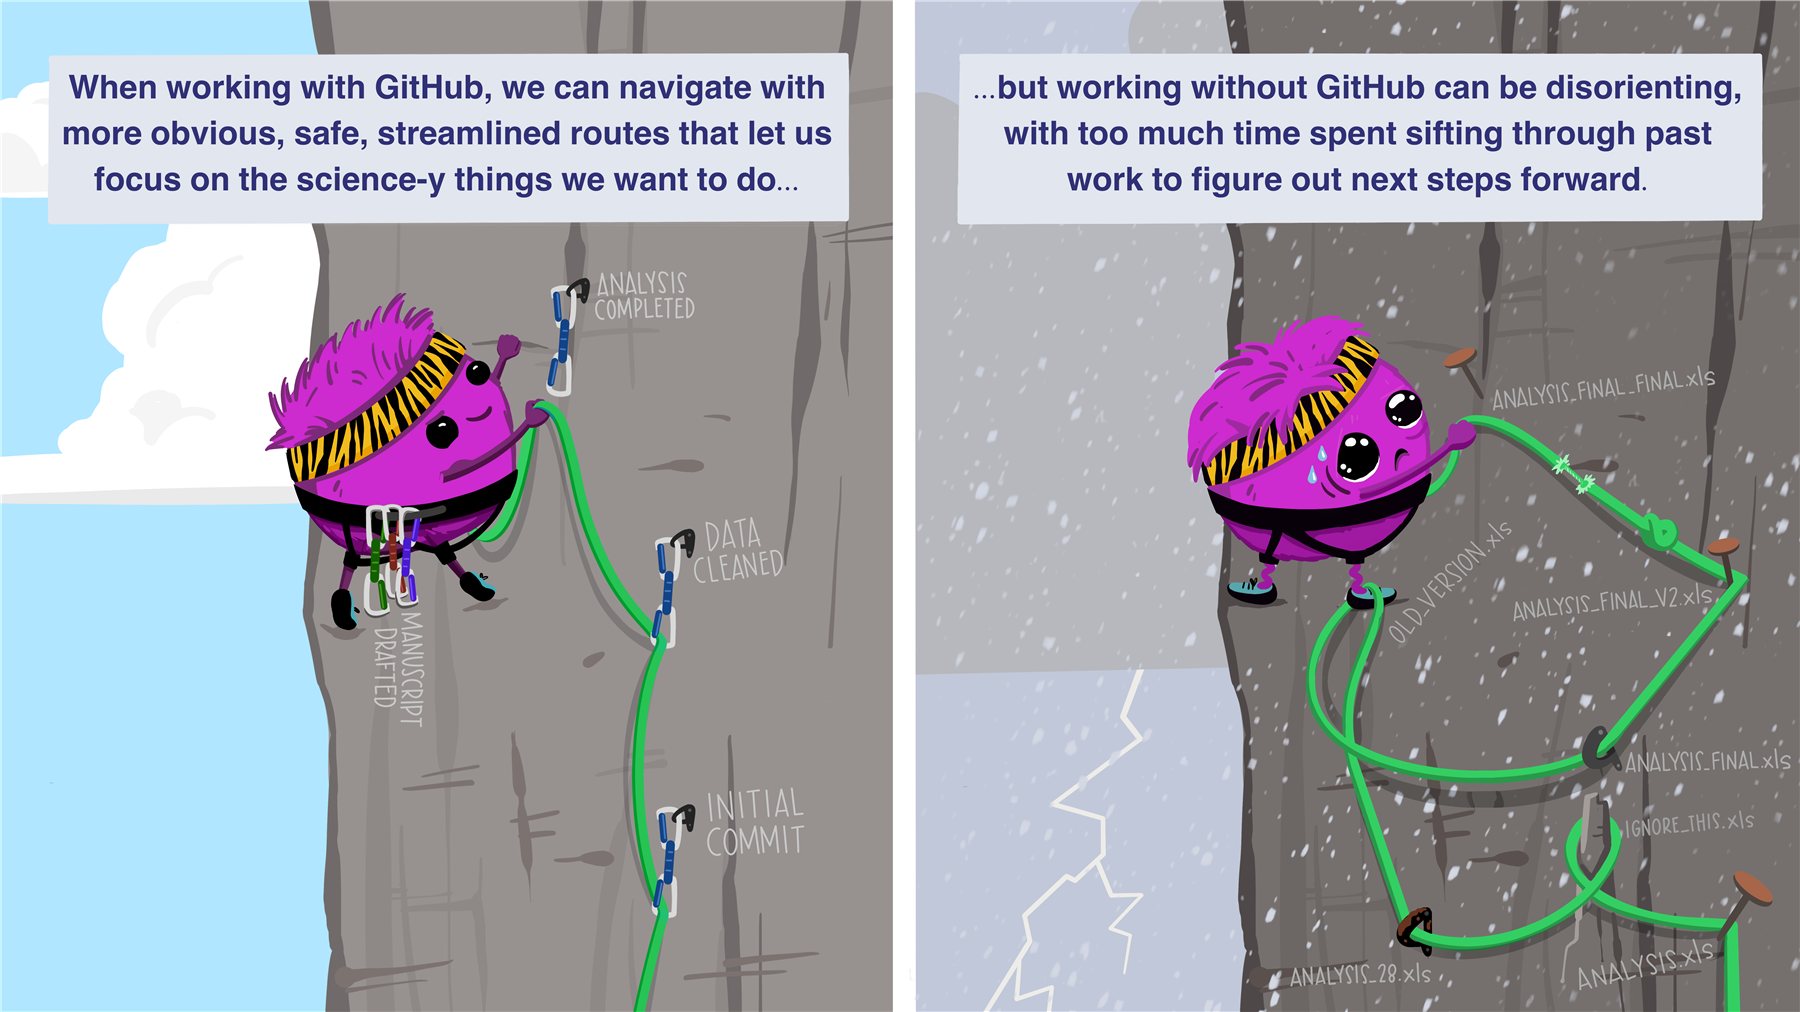 When working with GitHub, we can navigate with
more obvious, safe, streamlined routes that let us
focus on the science-y things we want to do...
ANALYSIS
COMPLETED
DATA
CLEANED
MANUSCRIPT
DRAFTED
INITIAL
COMMIT
...but working without GitHub can be disorienting,
with too much time spent sifting through past
work to figure out next steps forward.
ANALYSIS_FINAL_FINAL.xls
OLD_VERSION.xls
ANALYSIS_FINAL_V2.xls
ANALYSIS_FINAL.xls
IGNORE_THIS.xls
ANALYSIS.xls
ANALYSIS_28.xls